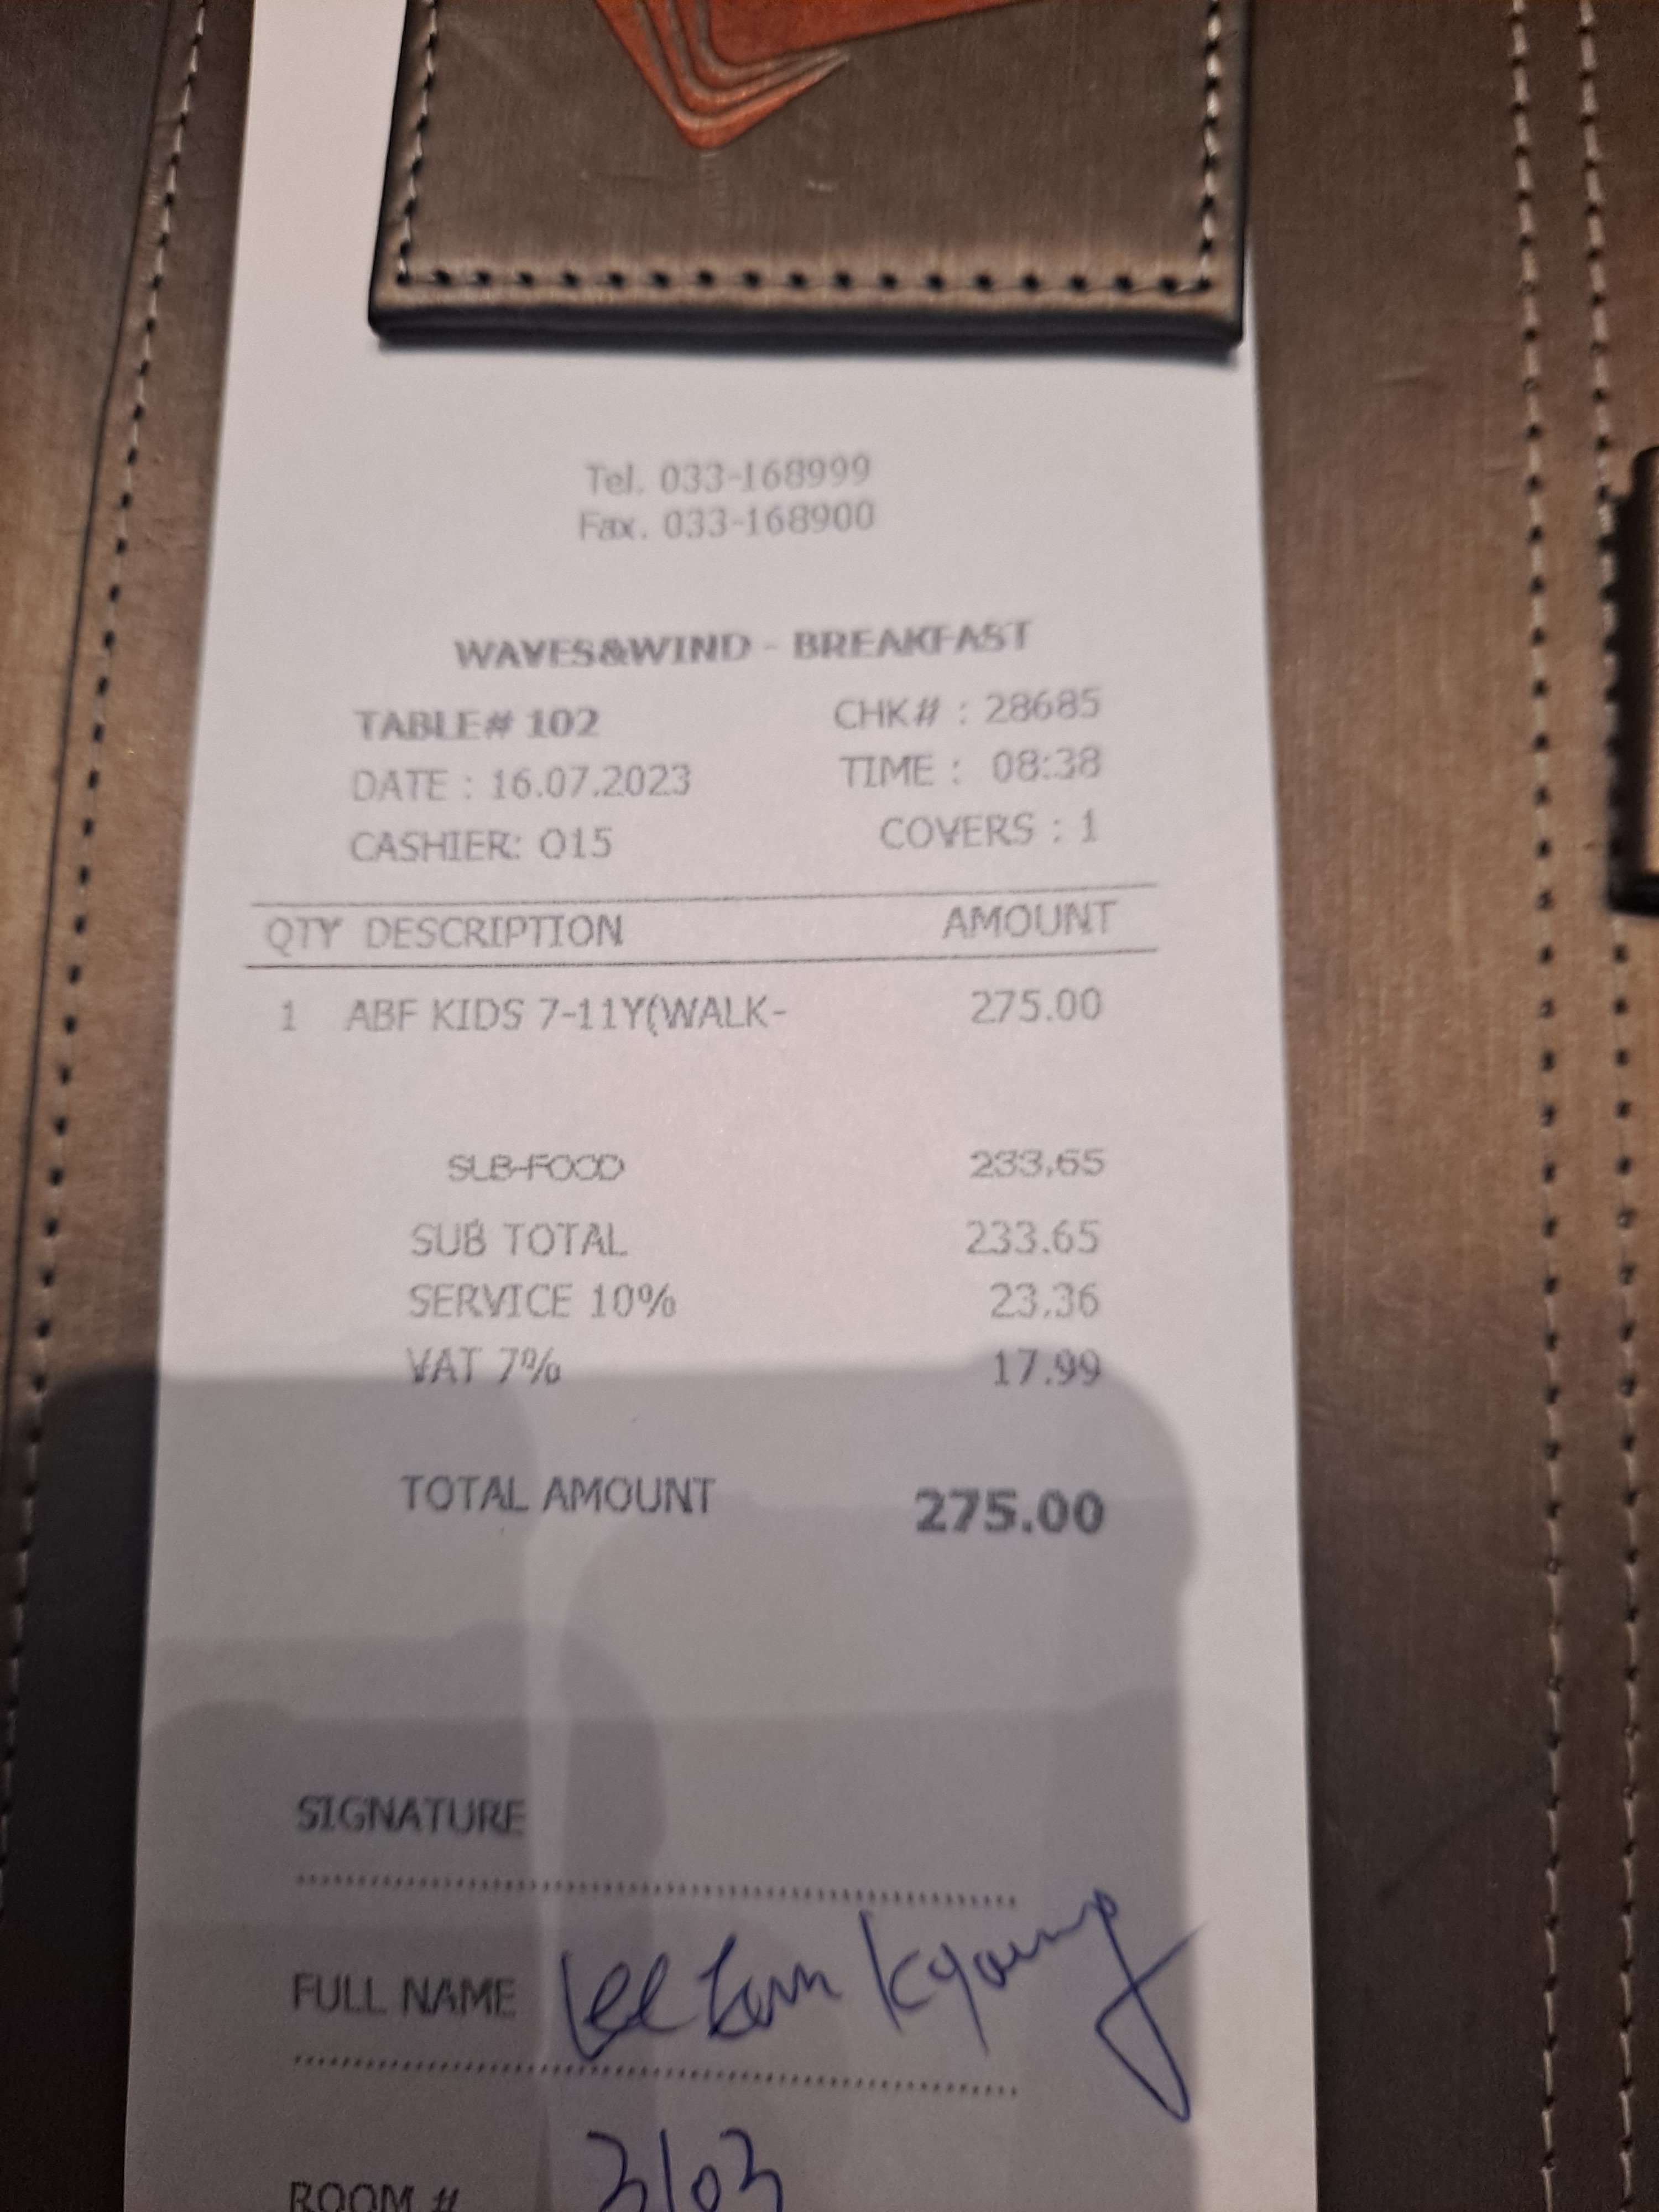 Tel. 033-168999
Fax. 033-168900
WAVES&WIND - BREAKFAST
TABLE# 102 CHK# : 28685
DATE : 16.07.2023 TIME : 08:38
CASHIER: O15 COVERS : 1
QTY DESCRIPTION AMOUNT
1 ABF KIDS 7-11Y(WALK- 275.00
SLB-FOOD 233.65
SUB TOTAL 233.65
SERVICE 10% 23.36
VAT 7% 17.99
TOTAL AMOUNT 275.00
SIGNATURE
FULL NAME Lee
ROOM # 3103